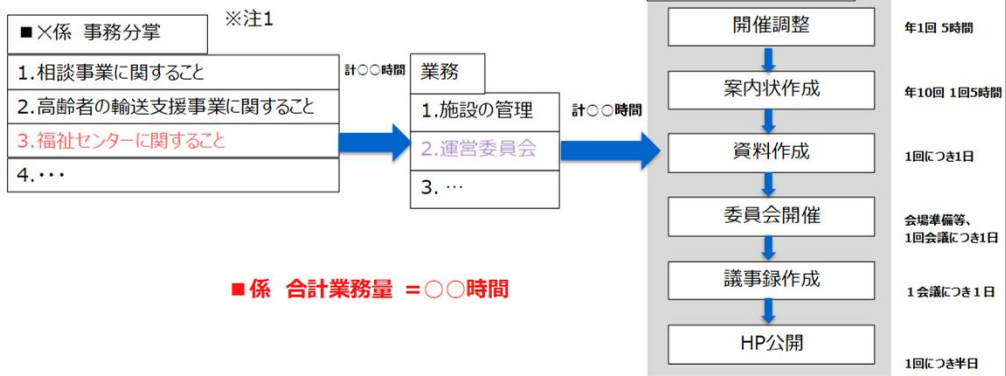 ■×係 事務分掌
※注1
1.相談事業に関すること
2.高齢者の輸送支援事業に関すること
3.福祉センターに関すること
4.・・・
計○○時間
業務
1.施設の管理
2.運営委員会
3. …
計○○時間
開催調整
年1回 5時間
案内状作成
年10回 1回5時間
資料作成
1回につき1日
委員会開催
会場準備等、
1回会議につき1日
議事録作成
1会議につき1日
HP公開
1回につき半日
■係 合計業務量 =○○時間